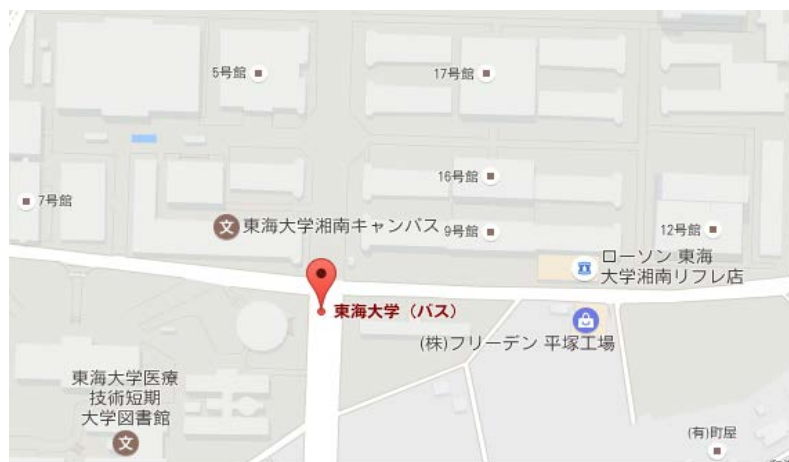 5号館
17号館
16号館
7号館
東海大学湘南キャンパス
文
9号館
12号館
ローソン 東海
大学湘南リフレ店
東海大学（バス）
(株)フリーデン 平塚工場
東海大学医療
技術短期
大学図書館
文
(有)町屋